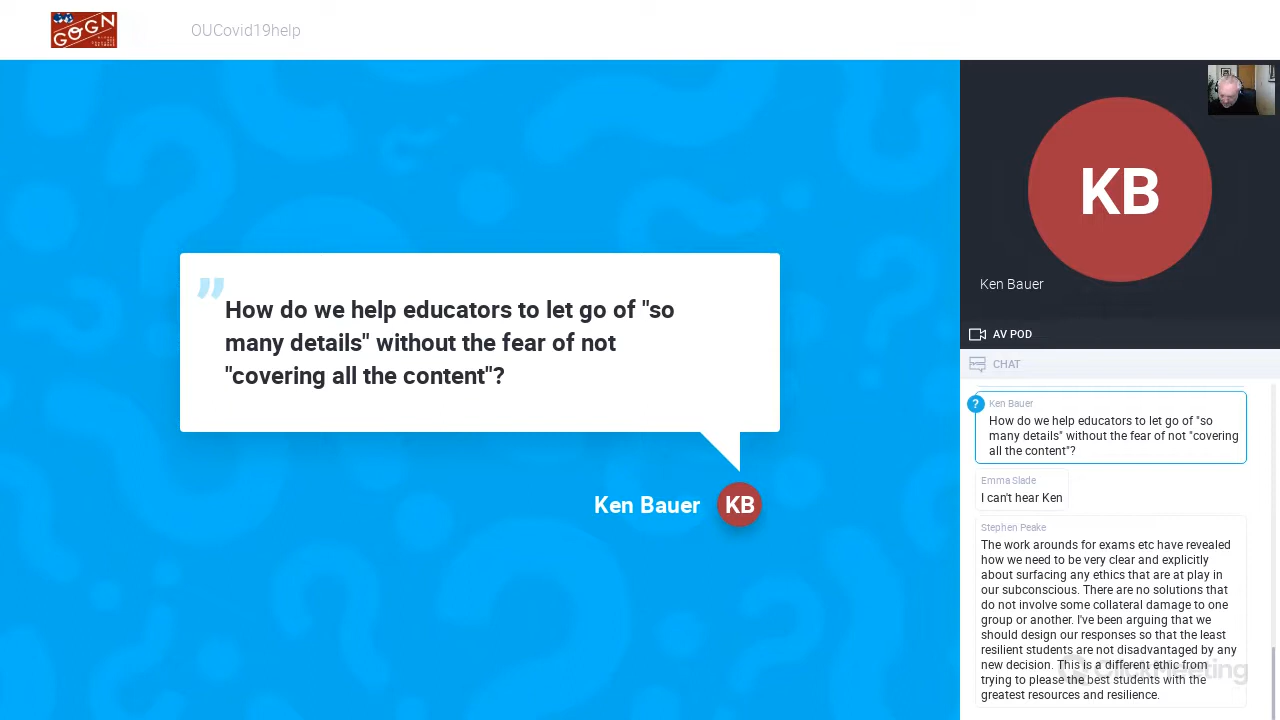 GOGN
OUCovid19help
How do we help educators to let go of "so
many details" without the fear of not
"covering all the content"?
Ken Bauer
KB
KB
Ken Bauer
AV POD
CHAT
?
Ken Bauer
How do we help educators to let go of "so
many details" without the fear of not "covering
all the content"?
Emma Slade
I can't hear Ken
Stephen Peake
The work arounds for exams etc have revealed
how we need to be very clear and explicitly
about surfacing any ethics that are at play in
our subconscious. There are no solutions that
do not involve some collateral damage to one
group or another. I've been arguing that we
should design our responses so that the least
resilient students are not disadvantaged by any
new decision. This is a different ethic from
trying to please the best students with the
greatest resources and resilience.
ClickMeeting